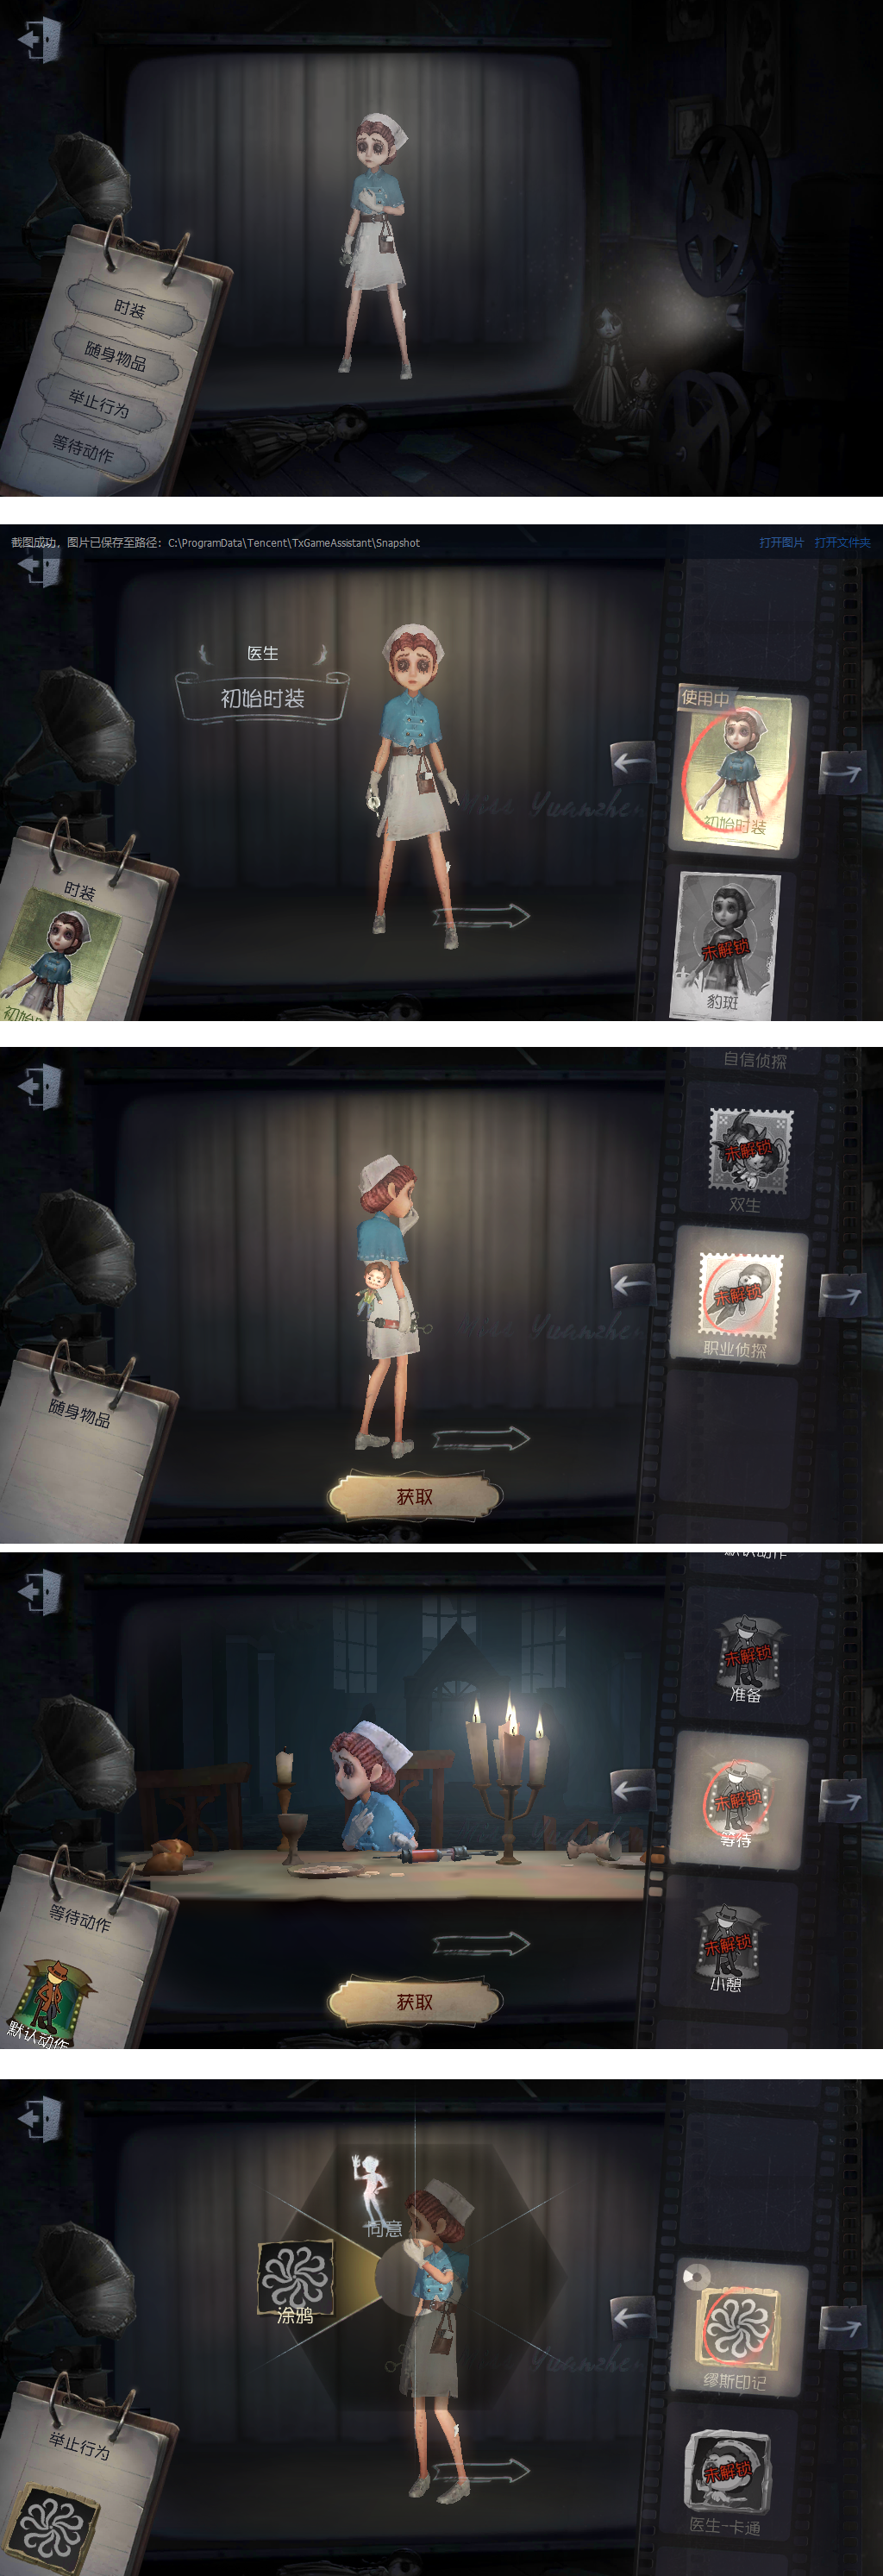 时装
随身物品
举止行为
等待动作
截图成功，图片已保存至路径：C:\ProgramData\Tencent\TxGameAssistant\Snapshot
打开图片 打开文件夹
医生
初始时装
使用中
初始时装
时装
未解锁
豹斑
自信侦探
未解锁
双生
未解锁
职业侦探
随身物品
获取
默认动作
未解锁
准备
未解锁
等待
等待动作
未解锁
小憩
默认动作
获取
同意
涂鸦
缪斯印记
举止行为
未解锁
医生-卡通